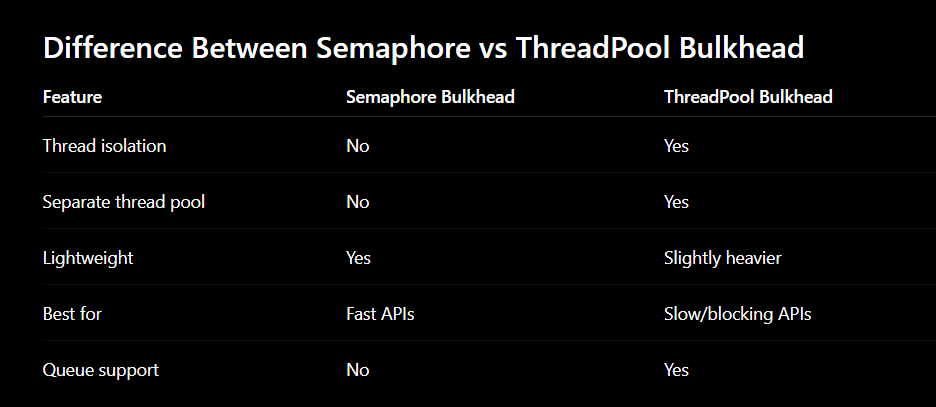 Difference Between Semaphore vs ThreadPool Bulkhead
Feature Semaphore Bulkhead ThreadPool Bulkhead
Thread isolation No Yes
Separate thread pool No Yes
Lightweight Yes Slightly heavier
Best for Fast APIs Slow/blocking APIs
Queue support No Yes